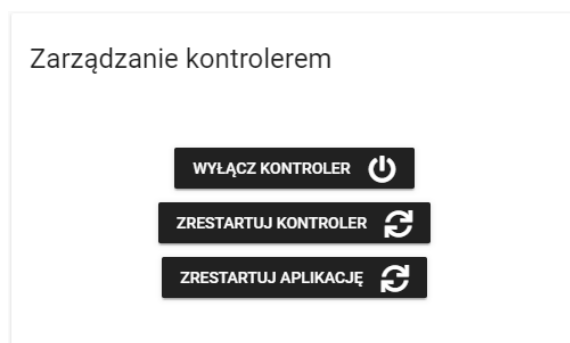 Zarządzanie kontrolerem
WYŁĄCZ KONTROLER
ZRESTARTUJ KONTROLER
ZRESTARTUJ APLIKACJĘ